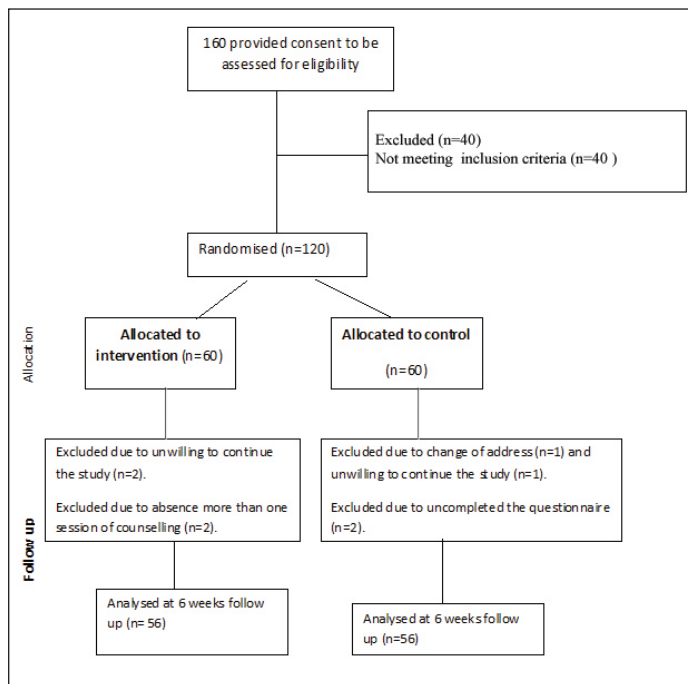 160 provided consent to be
assessed for eligibility
Excluded (n=40)
Not meeting inclusion criteria (n=40 )
Randomised (n=120)
Allocation
Allocated to
intervention (n=60)
Allocated to control
(n=60)
Follow up
Excluded due to unwilling to continue
the study (n=2).
Excluded due to absence more than one
session of counselling (n=2).
Excluded due to change of address (n=1) and
unwilling to continue the study (n=1).
Excluded due to uncompleted the questionnaire
(n=2).
Analysed at 6 weeks follow
up (n= 56)
Analysed at 6 weeks follow
up (n=56)